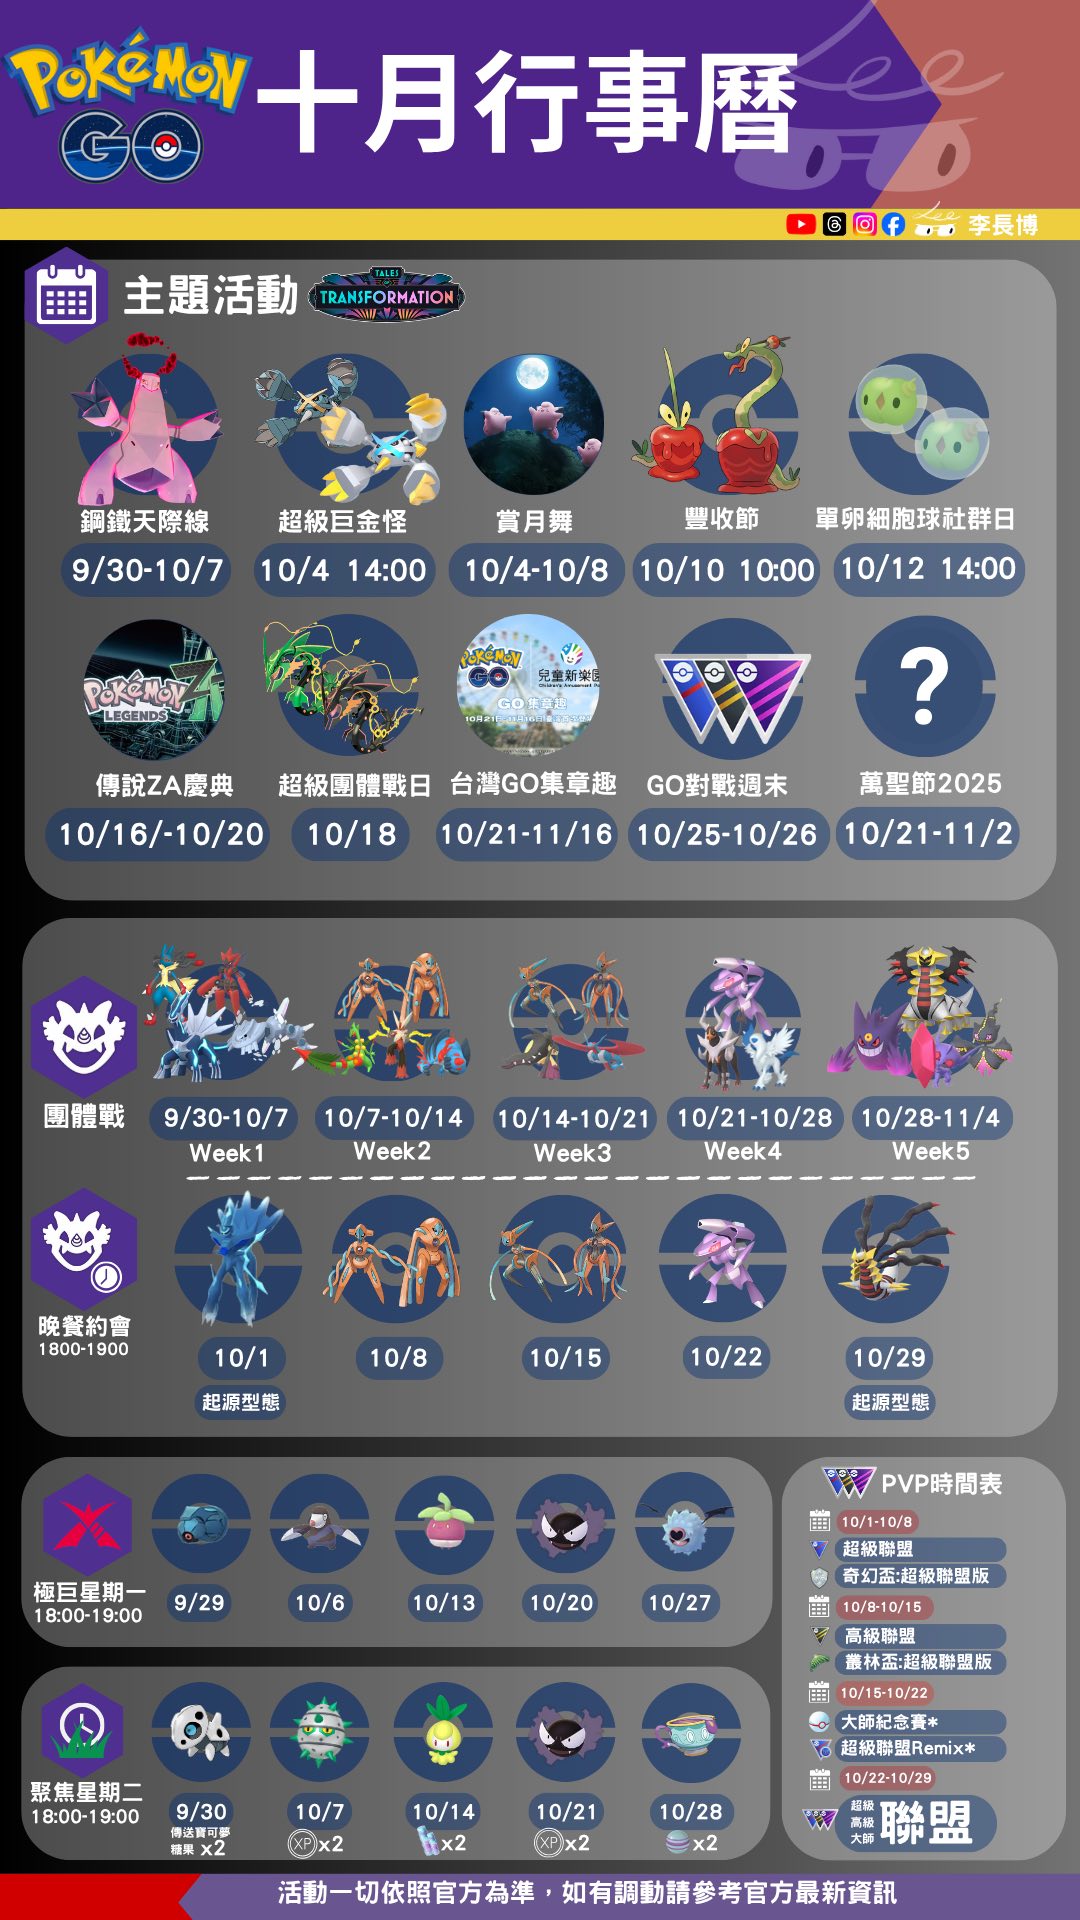 POKÉMON
GO
十月行事曆
Lee
Lee 李長博
主題活動
TALES
OF
TRANSFORMATION
鋼鐵天際線 超級巨金怪 賞月舞 豐收節 單卵細胞球社群日
9/30-10/7 10/4 14:00 10/4-10/8 10/10 10:00 10/12 14:00
POKÉMON
LEGENDS
Z
POKÉMON
GO
兒童新樂園
GO 集章趣
?
傳說ZA慶典 超級團體戰日 台灣GO集章趣 GO對戰週末 萬聖節2025
10/16/-10/20 10/18 10/21-11/16 10/25-10/26 10/21-11/2
團體戰
9/30-10/7 10/7-10/14 10/14-10/21 10/21-10/28 10/28-11/4
Week1 Week2 Week3 Week4 Week5
晚餐約會
1800-1900
10/1 10/8 10/15 10/22 10/29
起源型態 起源型態
極巨星期一
18:00-19:00
9/29 10/6 10/13 10/20 10/27
聚焦星期二
18:00-19:00
9/30 10/7 10/14 10/21 10/28
傳送寶可夢
糖果 x2 XP x2 x2 XP x2 x2
PVP時間表
10/1-10/8
超級聯盟
奇幻盃:超級聯盟版
10/8-10/15
高級聯盟
叢林盃:超級聯盟版
10/15-10/22
大師紀念賽*
超級聯盟Remix*
10/22-10/29
超級
高級
大師
聯盟
活動一切依照官方為準，如有調動請參考官方最新資訊